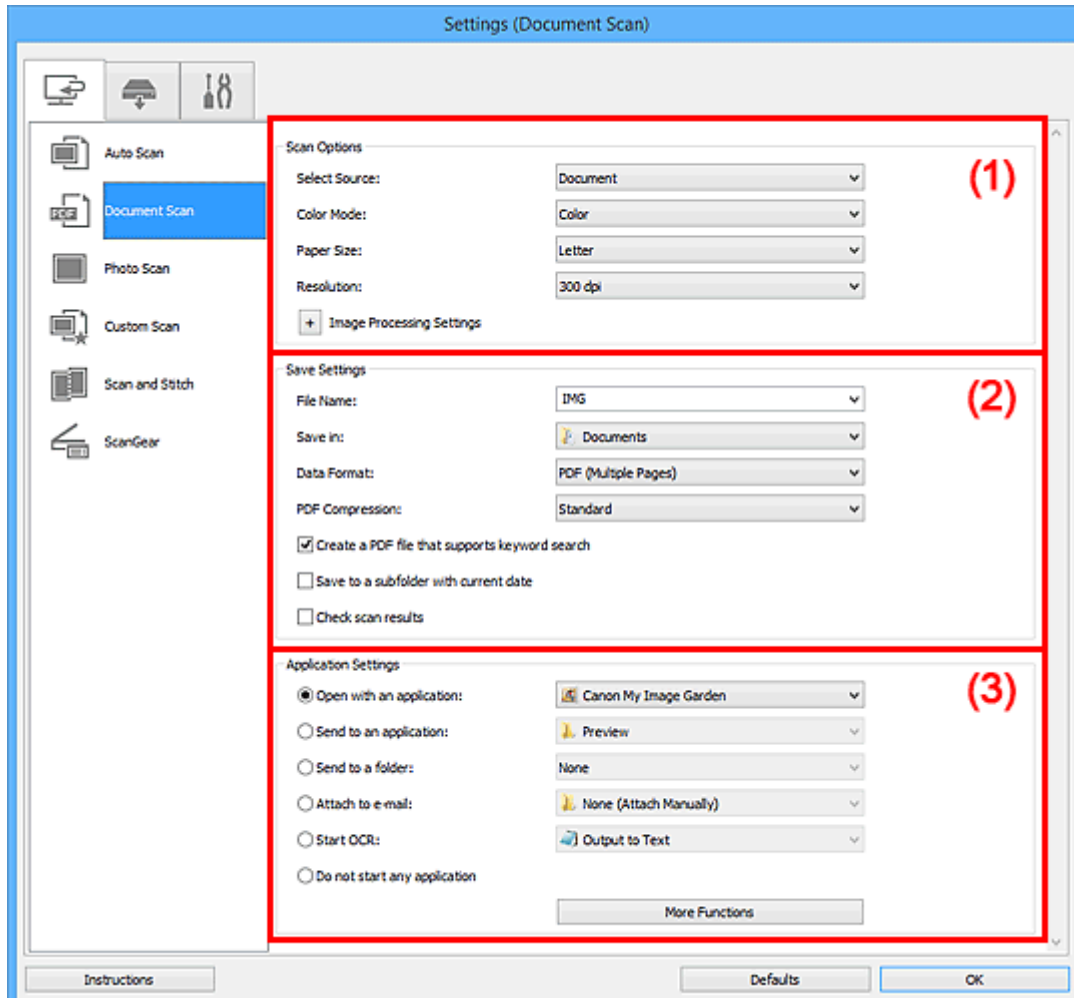 Settings (Document Scan)
Auto Scan
PDF
Document Scan
Photo Scan
Custom Scan
Scan and Stitch
ScanGear
Scan Options
(1)
Select Source: Document
Color Mode: Color
Paper Size: Letter
Resolution: 300 dpi
+ Image Processing Settings
Save Settings
(2)
File Name: IMG
Save in: Documents
Data Format: PDF (Multiple Pages)
PDF Compression: Standard
Create a PDF file that supports keyword search
Save to a subfolder with current date
Check scan results
Application Settings
(3)
Open with an application: Canon My Image Garden
Send to an application: Preview
Send to a folder: None
Attach to e-mail: None (Attach Manually)
Start OCR: Output to Text
Do not start any application
More Functions
Instructions Defaults OK